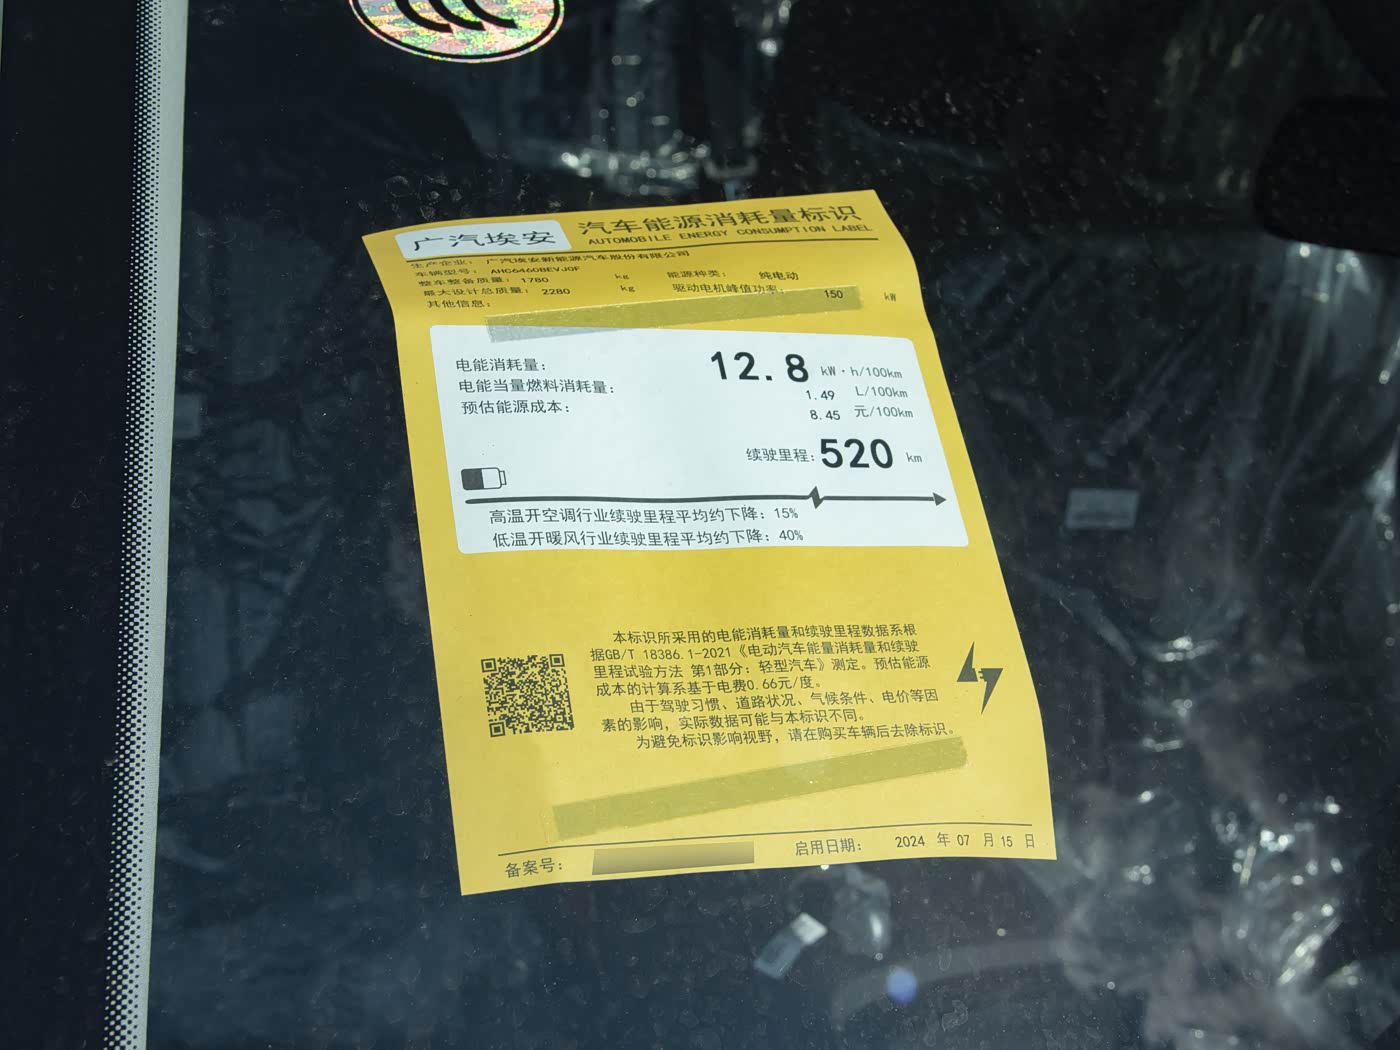 广汽埃安
汽车能源消耗量标识
AUTOMOBILE ENERGY CONSUMPTION LABEL
生产企业： 广汽埃安新能源汽车股份有限公司
车辆型号： AHC6460BEVJ0F 能源种类： 纯电动
整车整备质量： 1780 kg 驱动电机峰值功率： 150 kW
最大设计总质量： 2280 kg
其他信息：
电能消耗量： 12.8 kW·h/100km
电能当量燃料消耗量： 1.49 L/100km
预估能源成本： 8.45 元/100km
续驶里程: 520 km
高温开空调行业续驶里程平均约下降: 15%
低温开暖风行业续驶里程平均约下降: 40%
本标识所采用的电能消耗量和续驶里程数据系根
据GB/T 18386.1-2021《电动汽车能量消耗量和续驶
里程试验方法 第1部分：轻型汽车》测定。预估能源
成本的计算系基于电费0.66元/度。
由于驾驶习惯、道路状况、气候条件、电价等因
素的影响，实际数据可能与本标识不同。
为避免标识影响视野，请在购买车辆后去除标识。
备案号： 启用日期： 2024 年 07 月 15 日